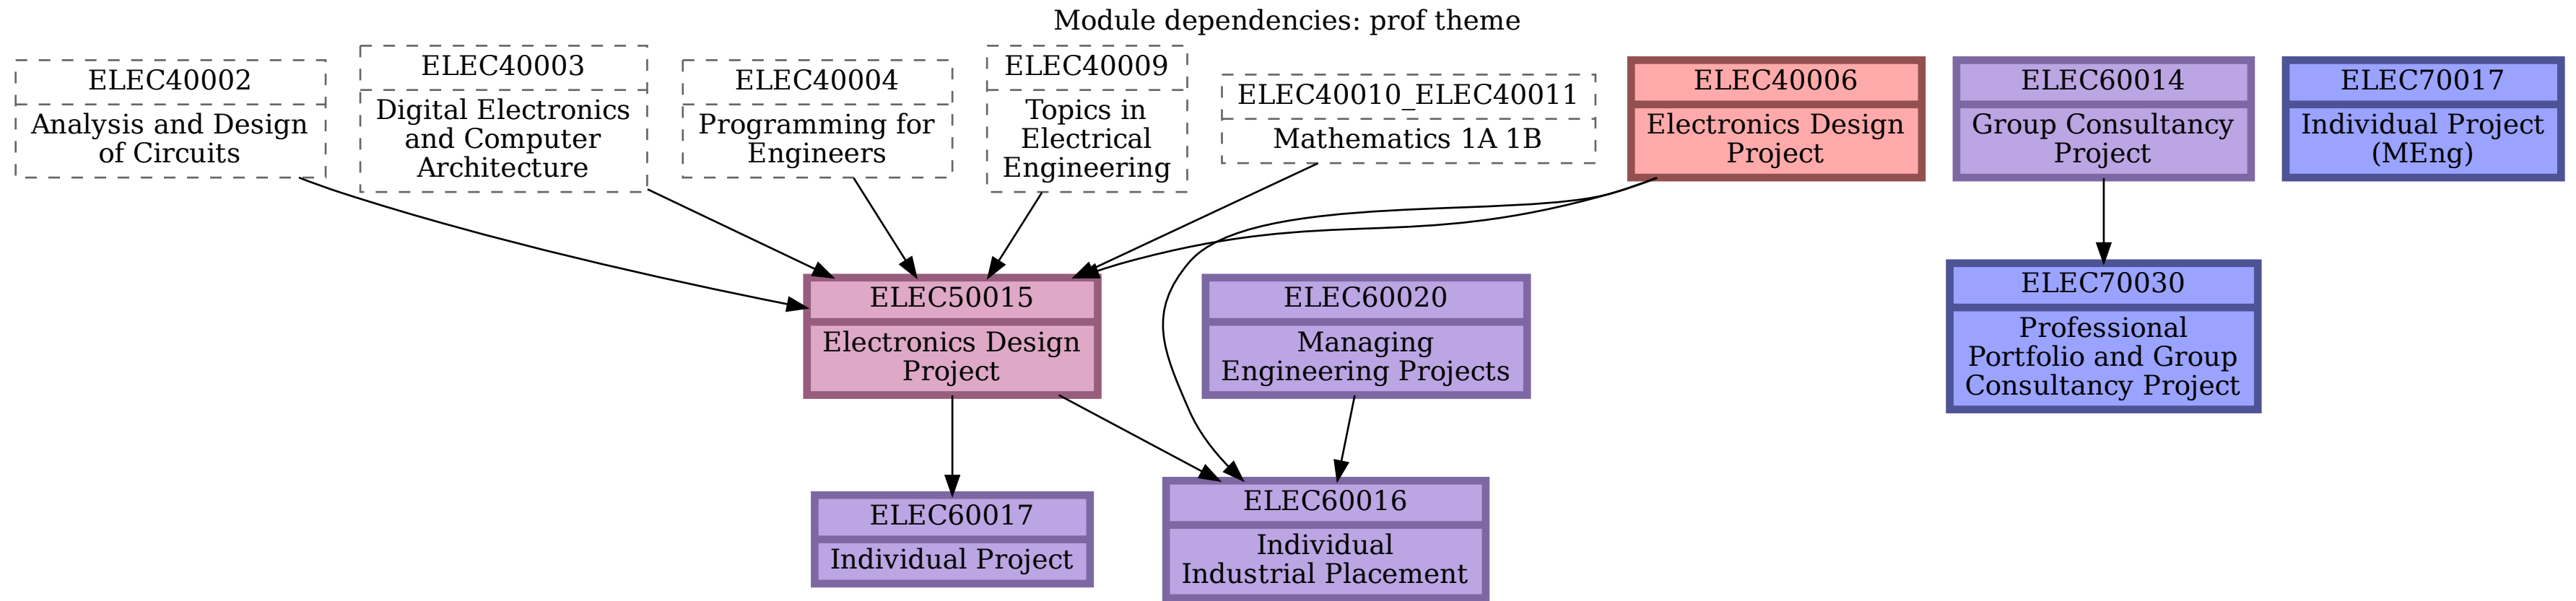 Module dependencies: prof theme
ELEC40002
Analysis and Design
of Circuits
ELEC40003
Digital Electronics
and Computer
Architecture
ELEC40004
Programming for
Engineers
ELEC40009
Topics in
Electrical
Engineering
ELEC40010_ELEC40011
Mathematics 1A 1B
ELEC40006
Electronics Design
Project
ELEC60014
Group Consultancy
Project
ELEC70017
Individual Project
(MEng)
ELEC50015
Electronics Design
Project
ELEC60020
Managing
Engineering Projects
ELEC70030
Professional
Portfolio and Group
Consultancy Project
ELEC60017
Individual Project
ELEC60016
Individual
Industrial Placement